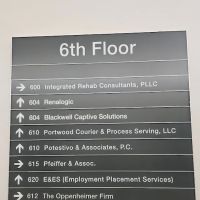 6th Floor
→ 600 Integrated Rehab Consultants, PLLC
↑ 604 Renalogic
↑ 604 Blackwell Captive Solutions
↑ 610 Portwood Courier & Process Serving, LLC
↑ 610 Potestivo & Associates, P.C.
→ 615 Pfeiffer & Assoc.
↑ 620 E&ES (Employment Placement Services)
→ 612 The Oppenheimer Firm